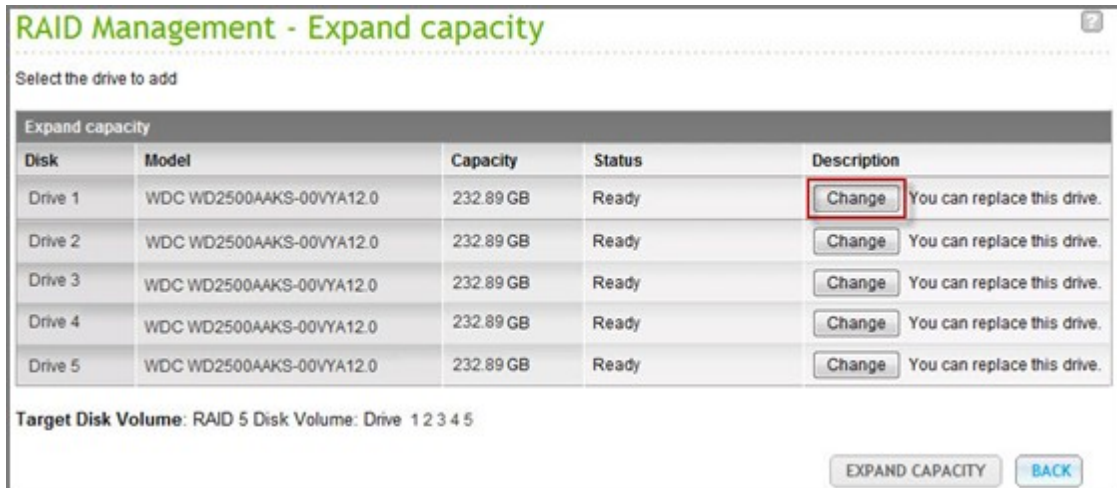 RAID Management - Expand capacity
?
Select the drive to add
Expand capacity
Disk Model Capacity Status Description
Drive 1 WDC WD2500AAKS-00VYA12.0 232.89 GB Ready Change You can replace this drive.
Drive 2 WDC WD2500AAKS-00VYA12.0 232.89 GB Ready Change You can replace this drive.
Drive 3 WDC WD2500AAKS-00VYA12.0 232.89 GB Ready Change You can replace this drive.
Drive 4 WDC WD2500AAKS-00VYA12.0 232.89 GB Ready Change You can replace this drive.
Drive 5 WDC WD2500AAKS-00VYA12.0 232.89 GB Ready Change You can replace this drive.
Target Disk Volume: RAID 5 Disk Volume: Drive 1 2 3 4 5
EXPAND CAPACITY BACK